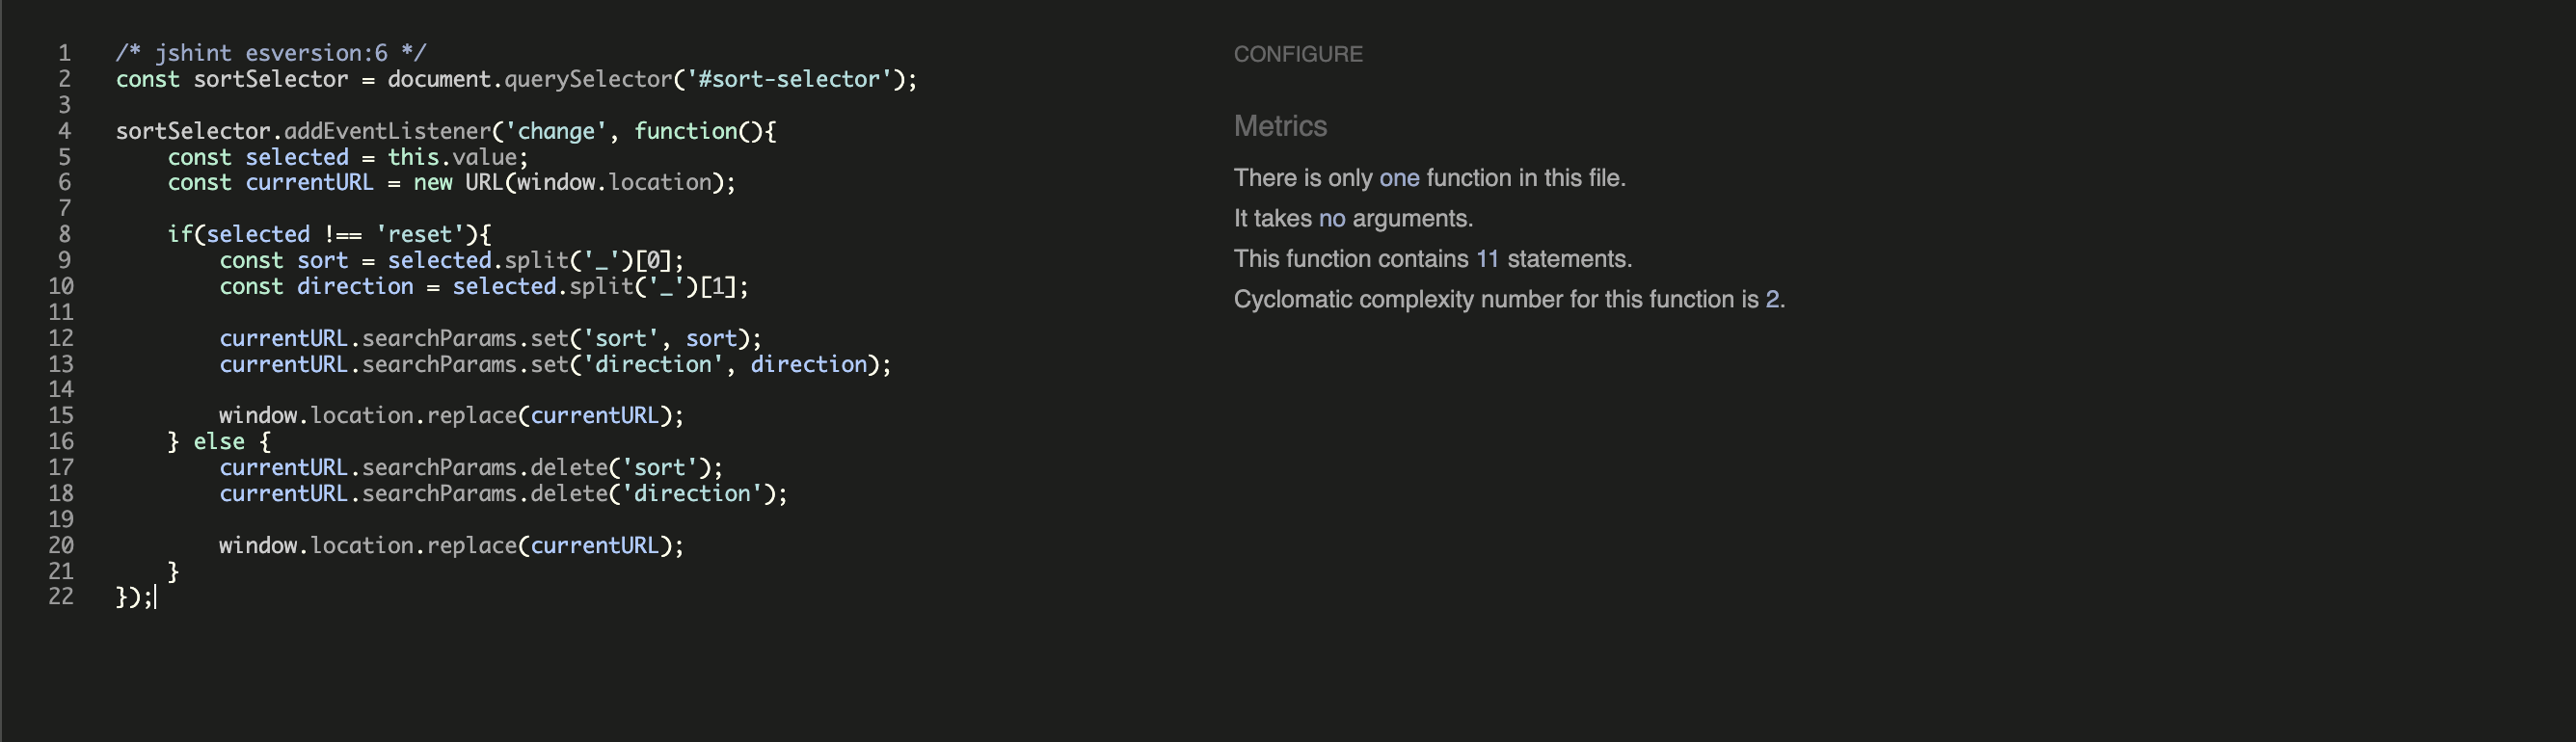 1 /* jshint esversion:6 */
2 const sortSelector = document.querySelector('#sort-selector');
3
4 sortSelector.addEventListener('change', function(){
5     const selected = this.value;
6     const currentURL = new URL(window.location);
7
8     if(selected !== 'reset'){
9         const sort = selected.split('_')[0];
10         const direction = selected.split('_')[1];
11
12         currentURL.searchParams.set('sort', sort);
13         currentURL.searchParams.set('direction', direction);
14
15         window.location.replace(currentURL);
16     } else {
17         currentURL.searchParams.delete('sort');
18         currentURL.searchParams.delete('direction');
19
20         window.location.replace(currentURL);
21     }
22 });
CONFIGURE
Metrics
There is only one function in this file.
It takes no arguments.
This function contains 11 statements.
Cyclomatic complexity number for this function is 2.